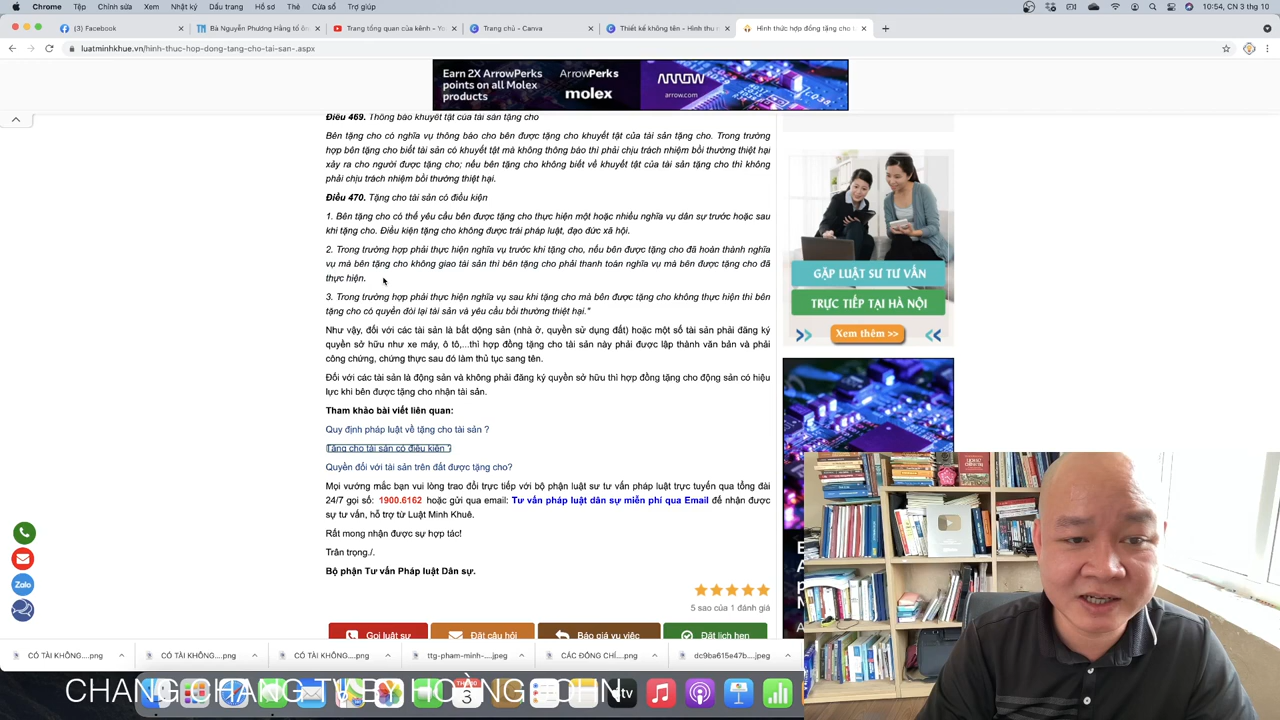 Chrome Tệp Chỉnh sửa Xem Nhật ký Dấu trang Hồ sơ Thẻ Cửa sổ Trợ giúp
10:54, CN 3 thg 10
(3) Facebook
Bà Nguyễn Phương Hằng tố ôn
Trang tổng quan của kênh – Yo
Trang chủ - Canva
Thiết kế không tên – Hình thu n
Hình thức hợp đồng tặng cho t
luatminhkhue.vn/hinh-thuc-hop-dong-tang-cho-tai-san-.aspx
Earn 2X ArrowPerks
points on all Molex
products
ArrowPerks
molex
ARROW
arrow.com
Điều 469. Thông báo khuyết tật của tài sản tặng cho
Bên tặng cho có nghĩa vụ thông báo cho bên được tặng cho khuyết tật của tài sản tặng cho. Trong trường
hợp bên tặng cho biết tài sản có khuyết tật mà không thông báo thì phải chịu trách nhiệm bồi thường thiệt hại
xảy ra cho người được tặng cho; nếu bên tặng cho không biết về khuyết tật của tài sản tặng cho thì không
phải chịu trách nhiệm bồi thường thiệt hại.
Điều 470. Tặng cho tài sản có điều kiện
1. Bên tặng cho có thể yêu cầu bên được tặng cho thực hiện một hoặc nhiều nghĩa vụ dân sự trước hoặc sau
khi tặng cho. Điều kiện tặng cho không được trái pháp luật, đạo đức xã hội.
2. Trong trường hợp phải thực hiện nghĩa vụ trước khi tặng cho, nếu bên được tặng cho đã hoàn thành nghĩa
vụ mà bên tặng cho không giao tài sản thì bên tặng cho phải thanh toán nghĩa vụ mà bên được tặng cho đã
thực hiện.
3. Trong trường hợp phải thực hiện nghĩa vụ sau khi tặng cho mà bên được tặng cho không thực hiện thì bên
tặng cho có quyền đòi lại tài sản và yêu cầu bồi thường thiệt hại."
Như vậy, đối với các tài sản là bất động sản (nhà ở, quyền sử dụng đất) hoặc một số tài sản phải đăng ký
quyền sở hữu như xe máy, ô tô,...thì hợp đồng tặng cho tài sản này phải được lập thành văn bản và phải
công chứng, chứng thực sau đó làm thủ tục sang tên.
Đối với các tài sản là động sản và không phải đăng ký quyền sở hữu thì hợp đồng tặng cho động sản có hiệu
lực khi bên được tặng cho nhận tài sản.
Tham khảo bài viết liên quan:
Quy định pháp luật về tặng cho tài sản ?
Tặng cho tài sản có điều kiện ?
Quyền đối với tài sản trên đất được tặng cho?
Mọi vướng mắc bạn vui lòng trao đổi trực tiếp với bộ phận luật sư tư vấn pháp luật trực tuyến qua tổng đài
24/7 gọi số: 1900.6162 hoặc gửi qua email: Tư vấn pháp luật dân sự miễn phí qua Email để nhận được
sự tư vấn, hỗ trợ từ Luật Minh Khuê.
Rất mong nhận được sự hợp tác!
Trân trọng./.
Bộ phận Tư vấn Pháp luật Dân sự.
5 sao của 1 đánh giá
Gọi luật sư
Đặt câu hỏi
Báo giá vụ việc
Đặt lịch hẹn
GẶP LUẬT SƯ TƯ VẤN
TRỰC TIẾP TẠI HÀ NỘI
Xem thêm >>
Zalo
CÓ TÀI KHÔNG....png
CÓ TÀI KHÔNG....png
CÓ TÀI KHÔNG....png
ttg-pham-minh-....jpeg
CÁC ĐỒNG CHÍ....png
dc9ba615e47b....jpeg
CHANG CHANG TV BY HOÀNG JOHN
3
tv